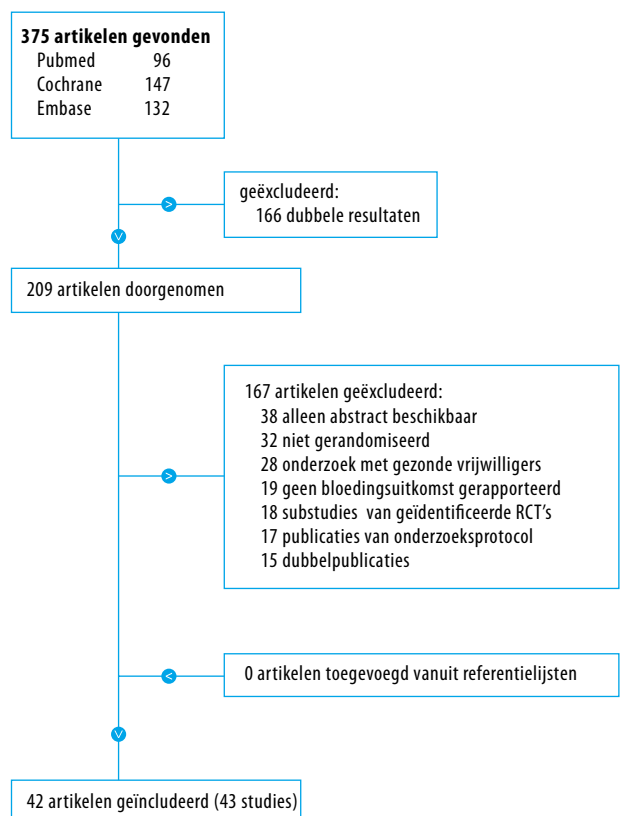 375 artikelen gevonden
Pubmed 96
Cochrane 147
Embase 132
geëxcludeerd:
166 dubbele resultaten
209 artikelen doorgenomen
167 artikelen geëxcludeerd:
38 alleen abstract beschikbaar
32 niet gerandomiseerd
28 onderzoek met gezonde vrijwilligers
19 geen bloedingsuitkomst gerapporteerd
18 substudies van geïdentificeerde RCT's
17 publicaties van onderzoeksprotocol
15 dubbelpublicaties
0 artikelen toegevoegd vanuit referentielijsten
42 artikelen geïncludeerd (43 studies)